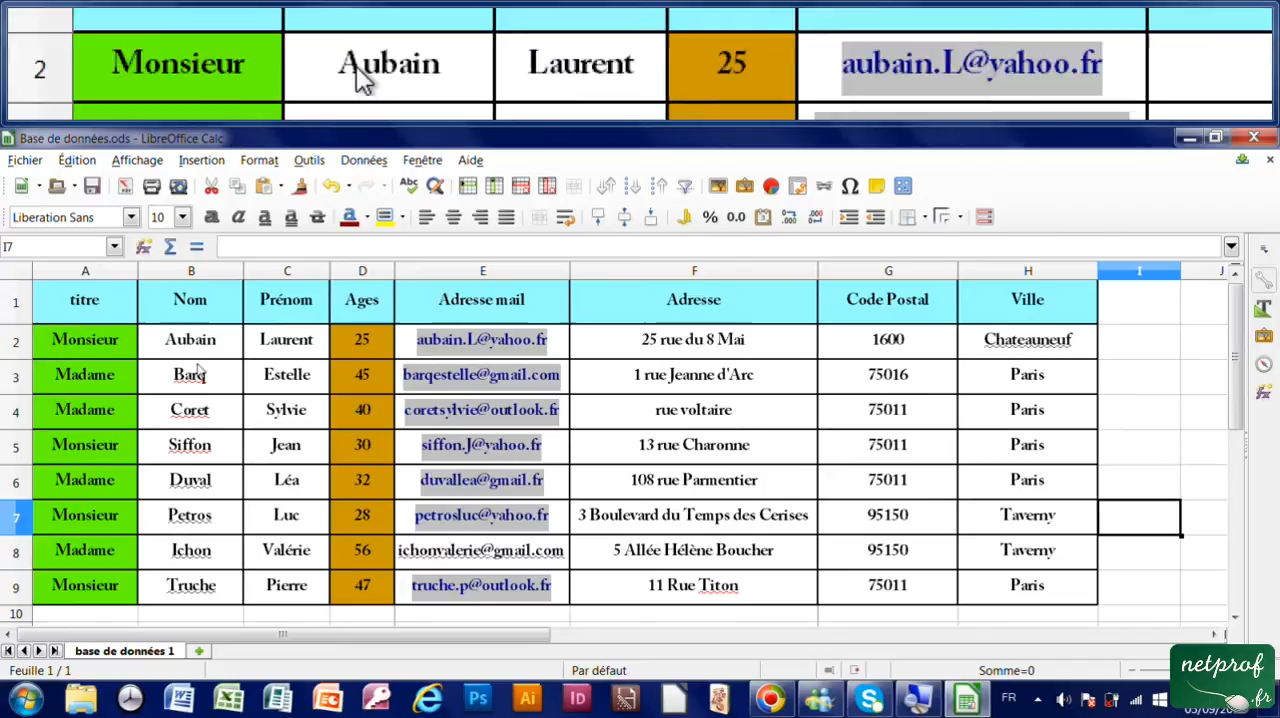 2 Monsieur Aubain Laurent 25 aubain.L@yahoo.fr
Base de données.ods - LibreOffice Calc
Fichier Édition Affichage Insertion Format Outils Données Fenêtre Aide
Liberation Sans 10
I7
A B C D E F G H I J
1 titre Nom Prénom Ages Adresse mail Adresse Code Postal Ville
2 Monsieur Aubain Laurent 25 aubain.L@yahoo.fr 25 rue du 8 Mai 1600 Chateauneuf
3 Madame Barq Estelle 45 barqestelle@gmail.com 1 rue Jeanne d'Arc 75016 Paris
4 Madame Coret Sylvie 40 coretsylvie@outlook.fr rue voltaire 75011 Paris
5 Monsieur Siffon Jean 30 siffon.J@yahoo.fr 13 rue Charonne 75011 Paris
6 Madame Duval Léa 32 duvallea@gmail.fr 108 rue Parmentier 75011 Paris
7 Monsieur Petros Luc 28 petrosluc@yahoo.fr 3 Boulevard du Temps des Cerises 95150 Taverny
8 Madame Ichon Valérie 56 ichonvalerie@gmail.com 5 Allée Hélène Boucher 95150 Taverny
9 Monsieur Truche Pierre 47 truche.p@outlook.fr 11 Rue Titon 75011 Paris
10
base de données 1
Feuille 1 / 1 Par défaut Somme=0
netprof.fr
Ps Ai Id FR